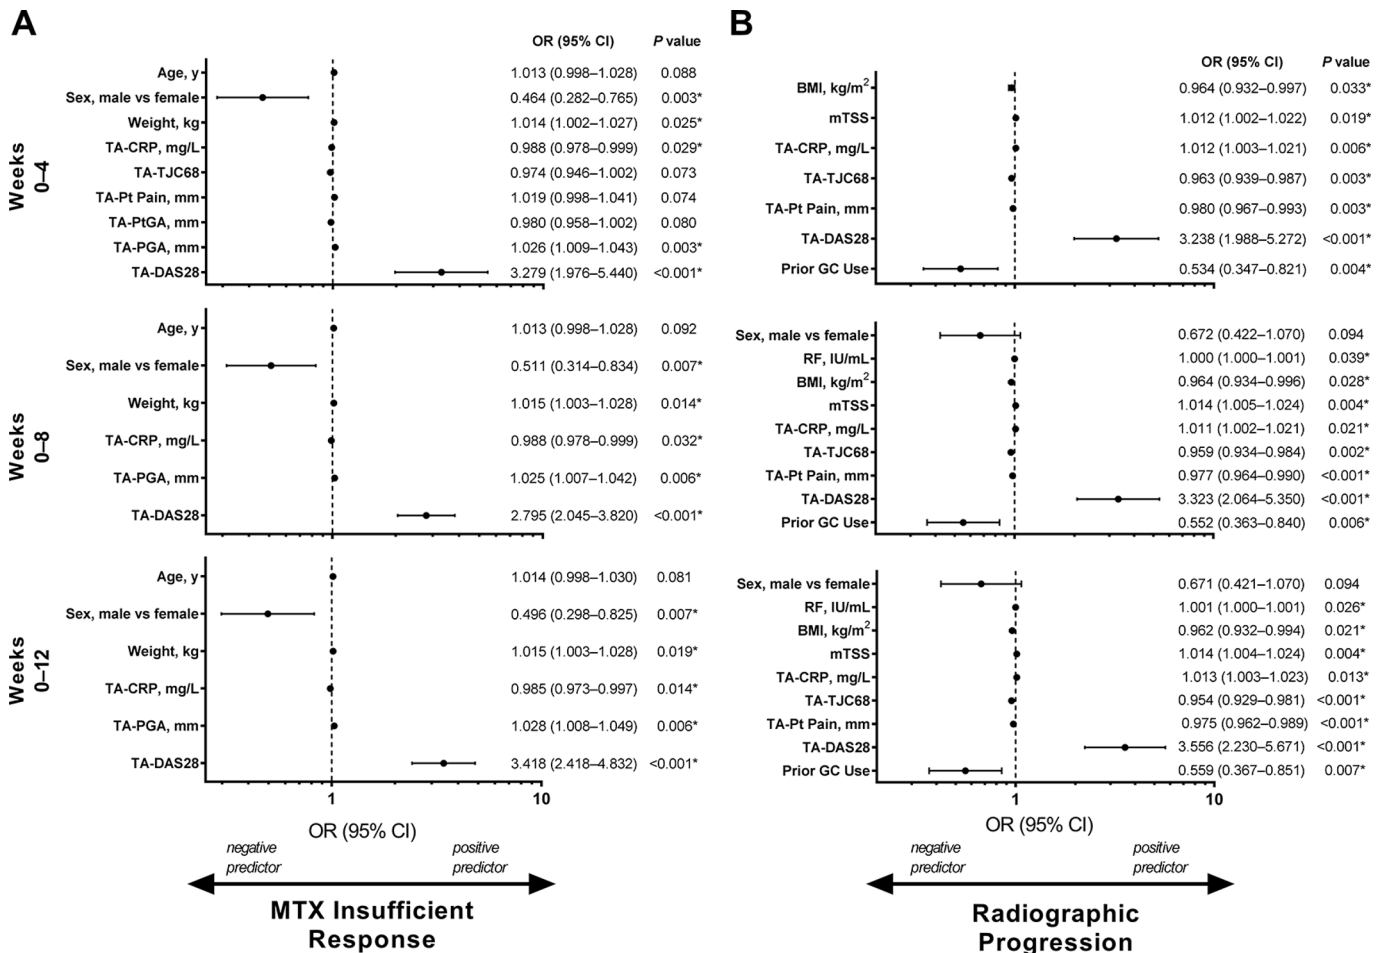 A
OR (95% CI) P value
Weeks 0–4
Age, y 1.013 (0.998–1.028) 0.088
Sex, male vs female 0.464 (0.282–0.765) 0.003*
Weight, kg 1.014 (1.002–1.027) 0.025*
TA-CRP, mg/L 0.988 (0.978–0.999) 0.029*
TA-TJC68 0.974 (0.946–1.002) 0.073
TA-Pt Pain, mm 1.019 (0.998–1.041) 0.074
TA-PtGA, mm 0.980 (0.958–1.002) 0.080
TA-PGA, mm 1.026 (1.009–1.043) 0.003*
TA-DAS28 3.279 (1.976–5.440) <0.001*
1 10
Weeks 0–8
Age, y 1.013 (0.998–1.028) 0.092
Sex, male vs female 0.511 (0.314–0.834) 0.007*
Weight, kg 1.015 (1.003–1.028) 0.014*
TA-CRP, mg/L 0.988 (0.978–0.999) 0.032*
TA-PGA, mm 1.025 (1.007–1.042) 0.006*
TA-DAS28 2.795 (2.045–3.820) <0.001*
1 10
Weeks 0–12
Age, y 1.014 (0.998–1.030) 0.081
Sex, male vs female 0.496 (0.298–0.825) 0.007*
Weight, kg 1.015 (1.003–1.028) 0.019*
TA-CRP, mg/L 0.985 (0.973–0.997) 0.014*
TA-PGA, mm 1.028 (1.008–1.049) 0.006*
TA-DAS28 3.418 (2.418–4.832) <0.001*
1 10
OR (95% CI)
negative predictor
positive predictor
MTX Insufficient
Response
B
OR (95% CI) P value
BMI, kg/m² 0.964 (0.932–0.997) 0.033*
mTSS 1.012 (1.002–1.022) 0.019*
TA-CRP, mg/L 1.012 (1.003–1.021) 0.006*
TA-TJC68 0.963 (0.939–0.987) 0.003*
TA-Pt Pain, mm 0.980 (0.967–0.993) 0.003*
TA-DAS28 3.238 (1.988–5.272) <0.001*
Prior GC Use 0.534 (0.347–0.821) 0.004*
1 10
Sex, male vs female 0.672 (0.422–1.070) 0.094
RF, IU/mL 1.000 (1.000–1.001) 0.039*
BMI, kg/m² 0.964 (0.934–0.996) 0.028*
mTSS 1.014 (1.005–1.024) 0.004*
TA-CRP, mg/L 1.011 (1.002–1.021) 0.021*
TA-TJC68 0.959 (0.934–0.984) 0.002*
TA-Pt Pain, mm 0.977 (0.964–0.990) <0.001*
TA-DAS28 3.323 (2.064–5.350) <0.001*
Prior GC Use 0.552 (0.363–0.840) 0.006*
1 10
Sex, male vs female 0.671 (0.421–1.070) 0.094
RF, IU/mL 1.001 (1.000–1.001) 0.026*
BMI, kg/m² 0.962 (0.932–0.994) 0.021*
mTSS 1.014 (1.004–1.024) 0.004*
TA-CRP, mg/L 1.013 (1.003–1.023) 0.013*
TA-TJC68 0.954 (0.929–0.981) <0.001*
TA-Pt Pain, mm 0.975 (0.962–0.989) <0.001*
TA-DAS28 3.556 (2.230–5.671) <0.001*
Prior GC Use 0.559 (0.367–0.851) 0.007*
1 10
OR (95% CI)
negative predictor
positive predictor
Radiographic
Progression